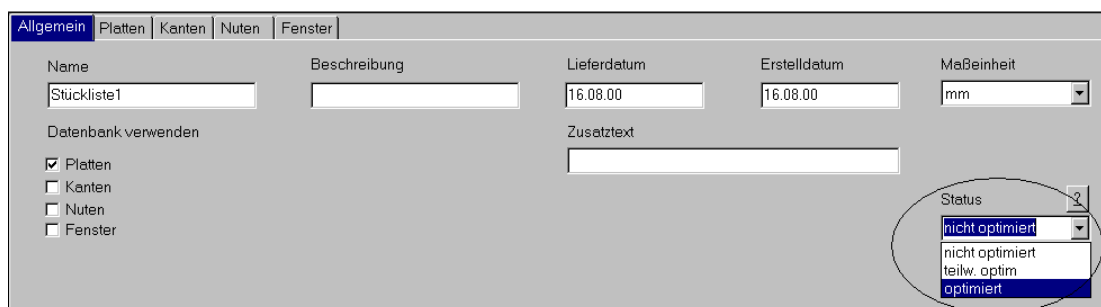 Allgemein Platten Kanten Nuten Fenster
Name Beschreibung Lieferdatum Erstelldatum Maßeinheit
Stückliste1 16.08.00 16.08.00 mm
Datenbank verwenden Zusatztext
Platten
Kanten
Nuten
Fenster
Status ?
nicht optimiert
nicht optimiert
teilw. optim
optimiert